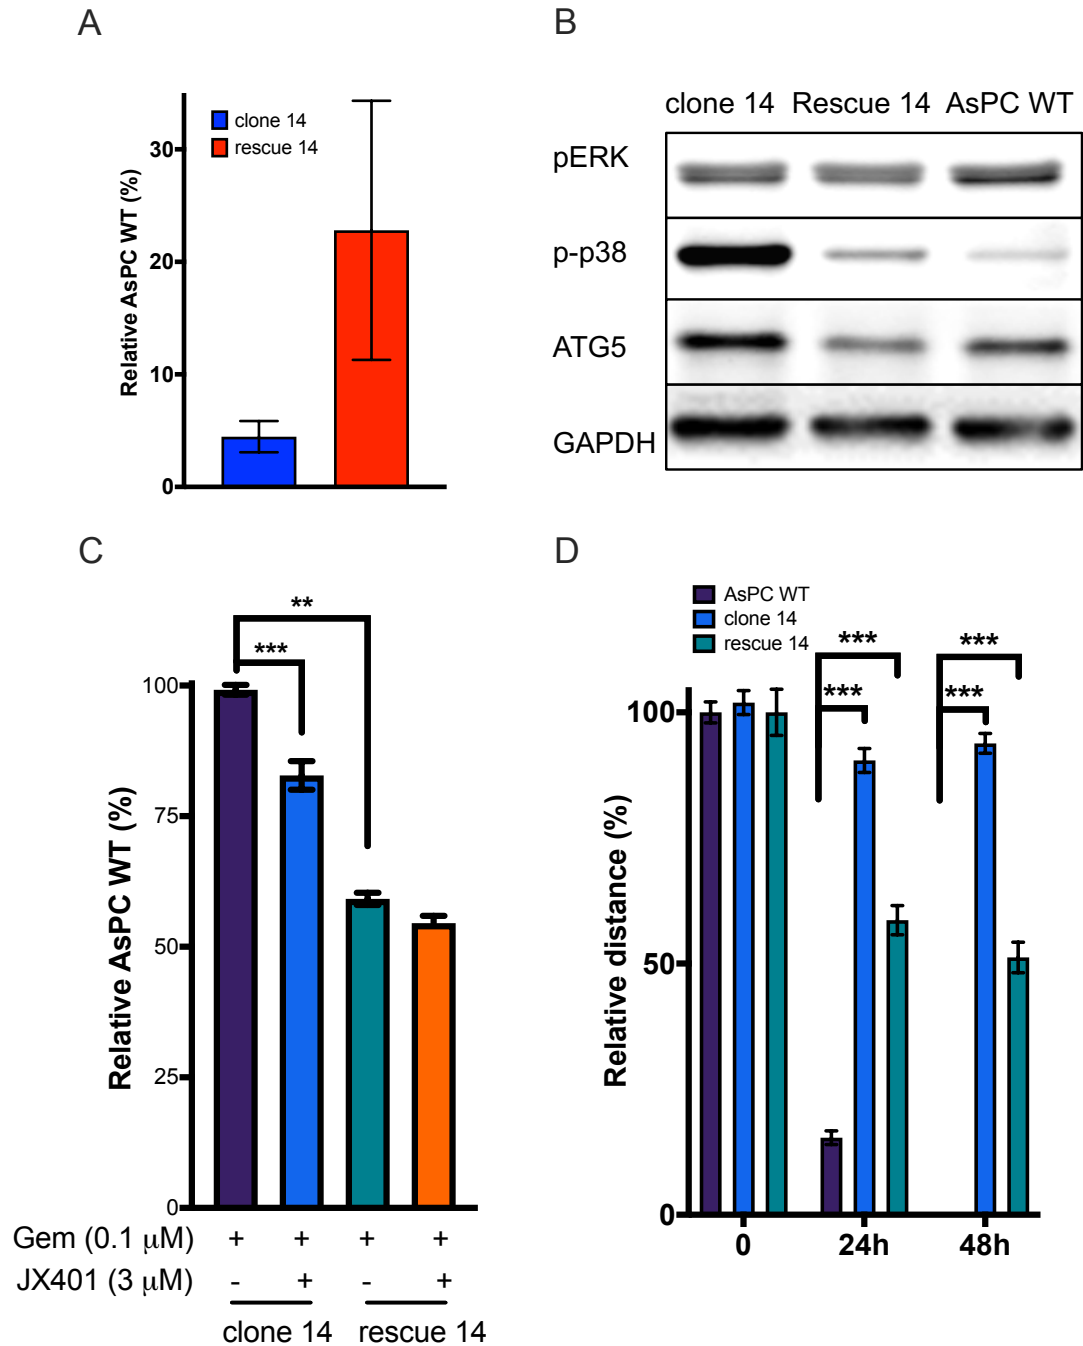 A
Relative AsPC WT (%)
clone 14
rescue 14
30
20
10
0
B
clone 14 Rescue 14 AsPC WT
pERK
p-p38
ATG5
GAPDH
C
Relative AsPC WT (%)
**
***
100
75
50
25
0
Gem (0.1 μM) + + + +
JX401 (3 μM) - + - +
clone 14 rescue 14
D
AsPC WT
clone 14
rescue 14
Relative distance (%)
*** ***
*** ***
100
50
0
0 24h 48h